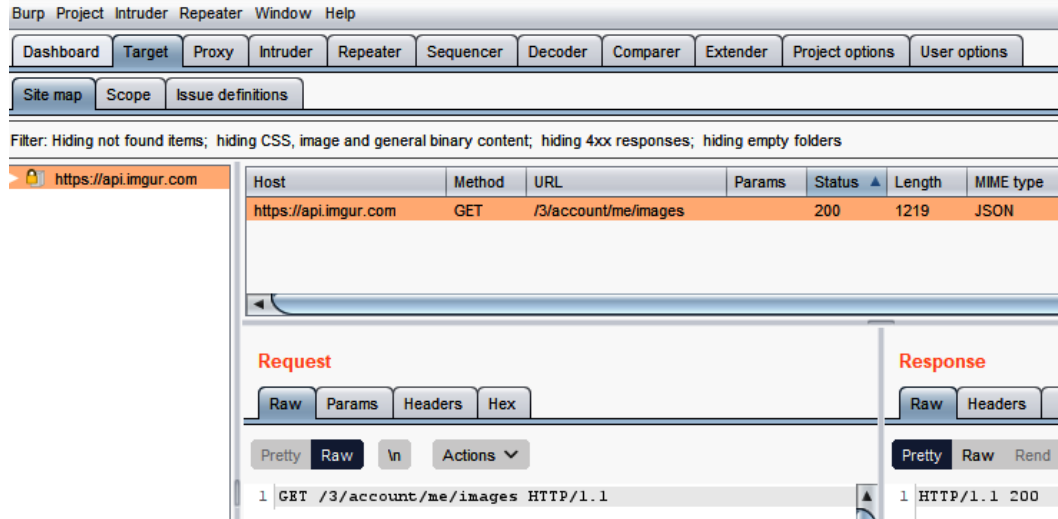 Burp Project Intruder Repeater Window Help
Dashboard Target Proxy Intruder Repeater Sequencer Decoder Comparer Extender Project options User options
Site map Scope Issue definitions
Filter: Hiding not found items; hiding CSS, image and general binary content; hiding 4xx responses; hiding empty folders
https://api.imgur.com
Host Method URL Params Status Length MIME type
https://api.imgur.com GET /3/account/me/images 200 1219 JSON
Request
Raw Params Headers Hex
Pretty Raw \n Actions
1 GET /3/account/me/images HTTP/1.1
Response
Raw Headers
Pretty Raw Rend
1 HTTP/1.1 200